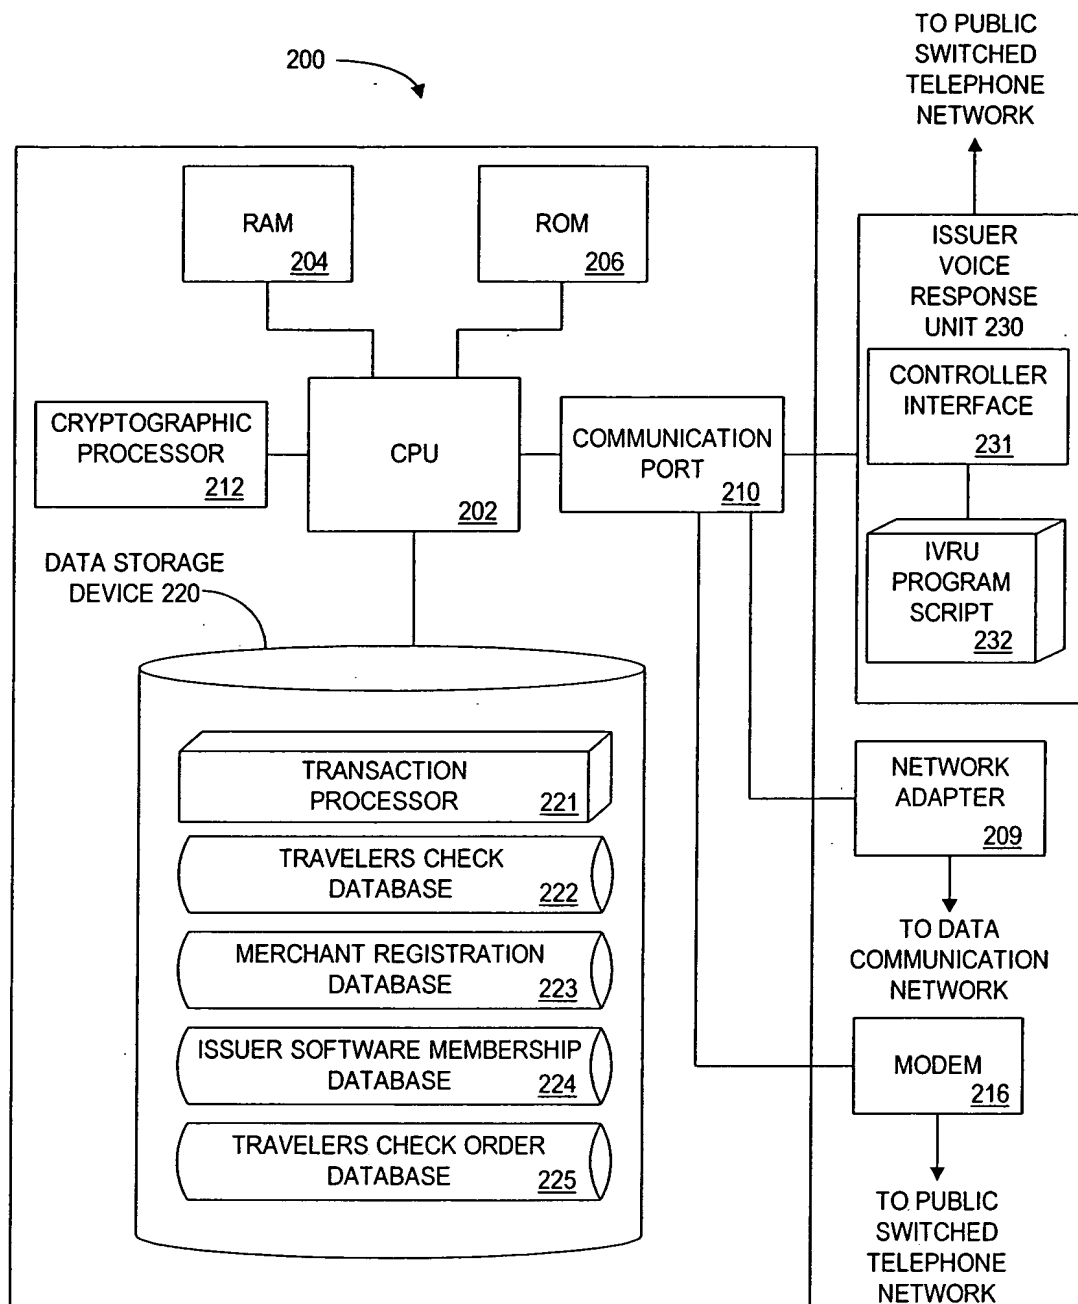 TO PUBLIC
SWITCHED
TELEPHONE
NETWORK
200
RAM
204
ROM
206
ISSUER
VOICE
RESPONSE
UNIT 230
CONTROLLER
INTERFACE
231
CRYPTOGRAPHIC
PROCESSOR
212
CPU
202
COMMUNICATION
PORT
210
IVRU
PROGRAM
SCRIPT
232
DATA STORAGE
DEVICE 220
TRANSACTION
PROCESSOR
221
TRAVELERS CHECK
DATABASE
222
MERCHANT REGISTRATION
DATABASE
223
ISSUER SOFTWARE MEMBERSHIP
DATABASE
224
TRAVELERS CHECK ORDER
DATABASE
225
NETWORK
ADAPTER
209
TO DATA
COMMUNICATION
NETWORK
MODEM
216
TO PUBLIC
SWITCHED
TELEPHONE
NETWORK